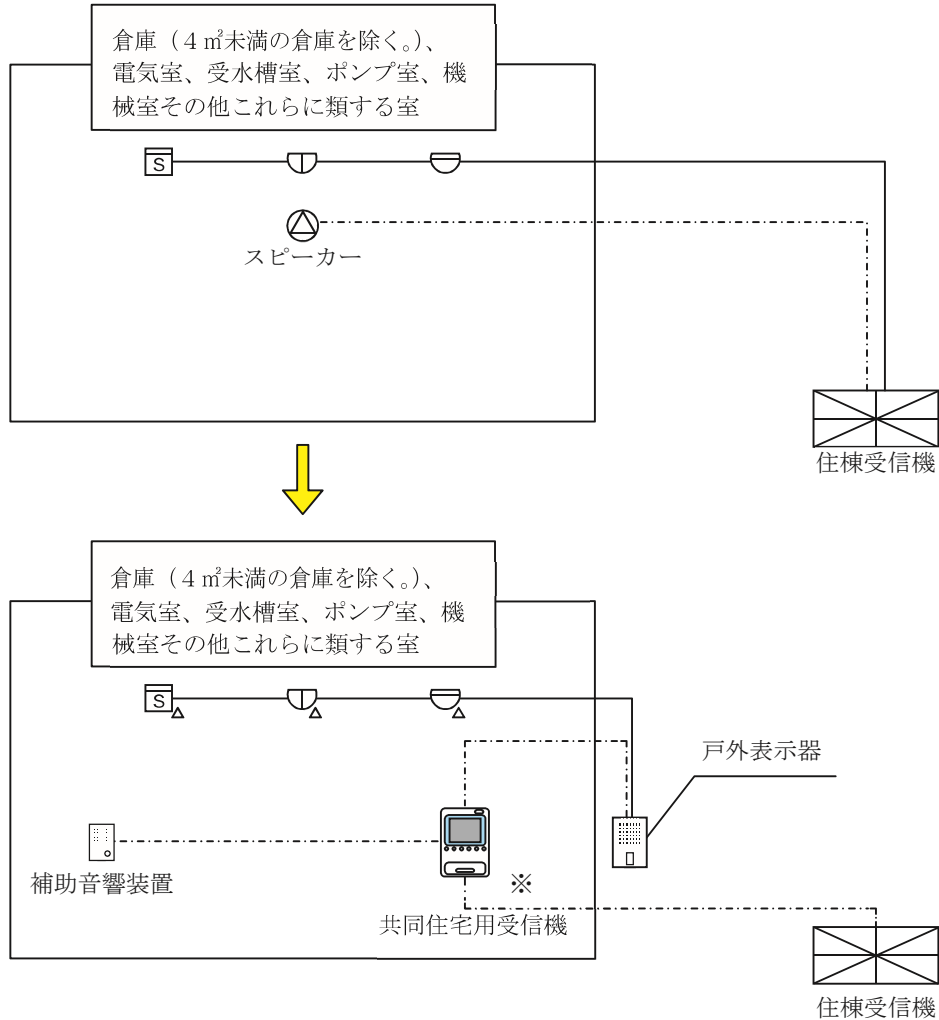 倉庫（４㎡未満の倉庫を除く。）、
電気室、受水槽室、ポンプ室、機
械室その他これらに類する室
S
スピーカー
住棟受信機
倉庫（４㎡未満の倉庫を除く。）、
電気室、受水槽室、ポンプ室、機
械室その他これらに類する室
S
戸外表示器
補助音響装置
※
共同住宅用受信機
住棟受信機